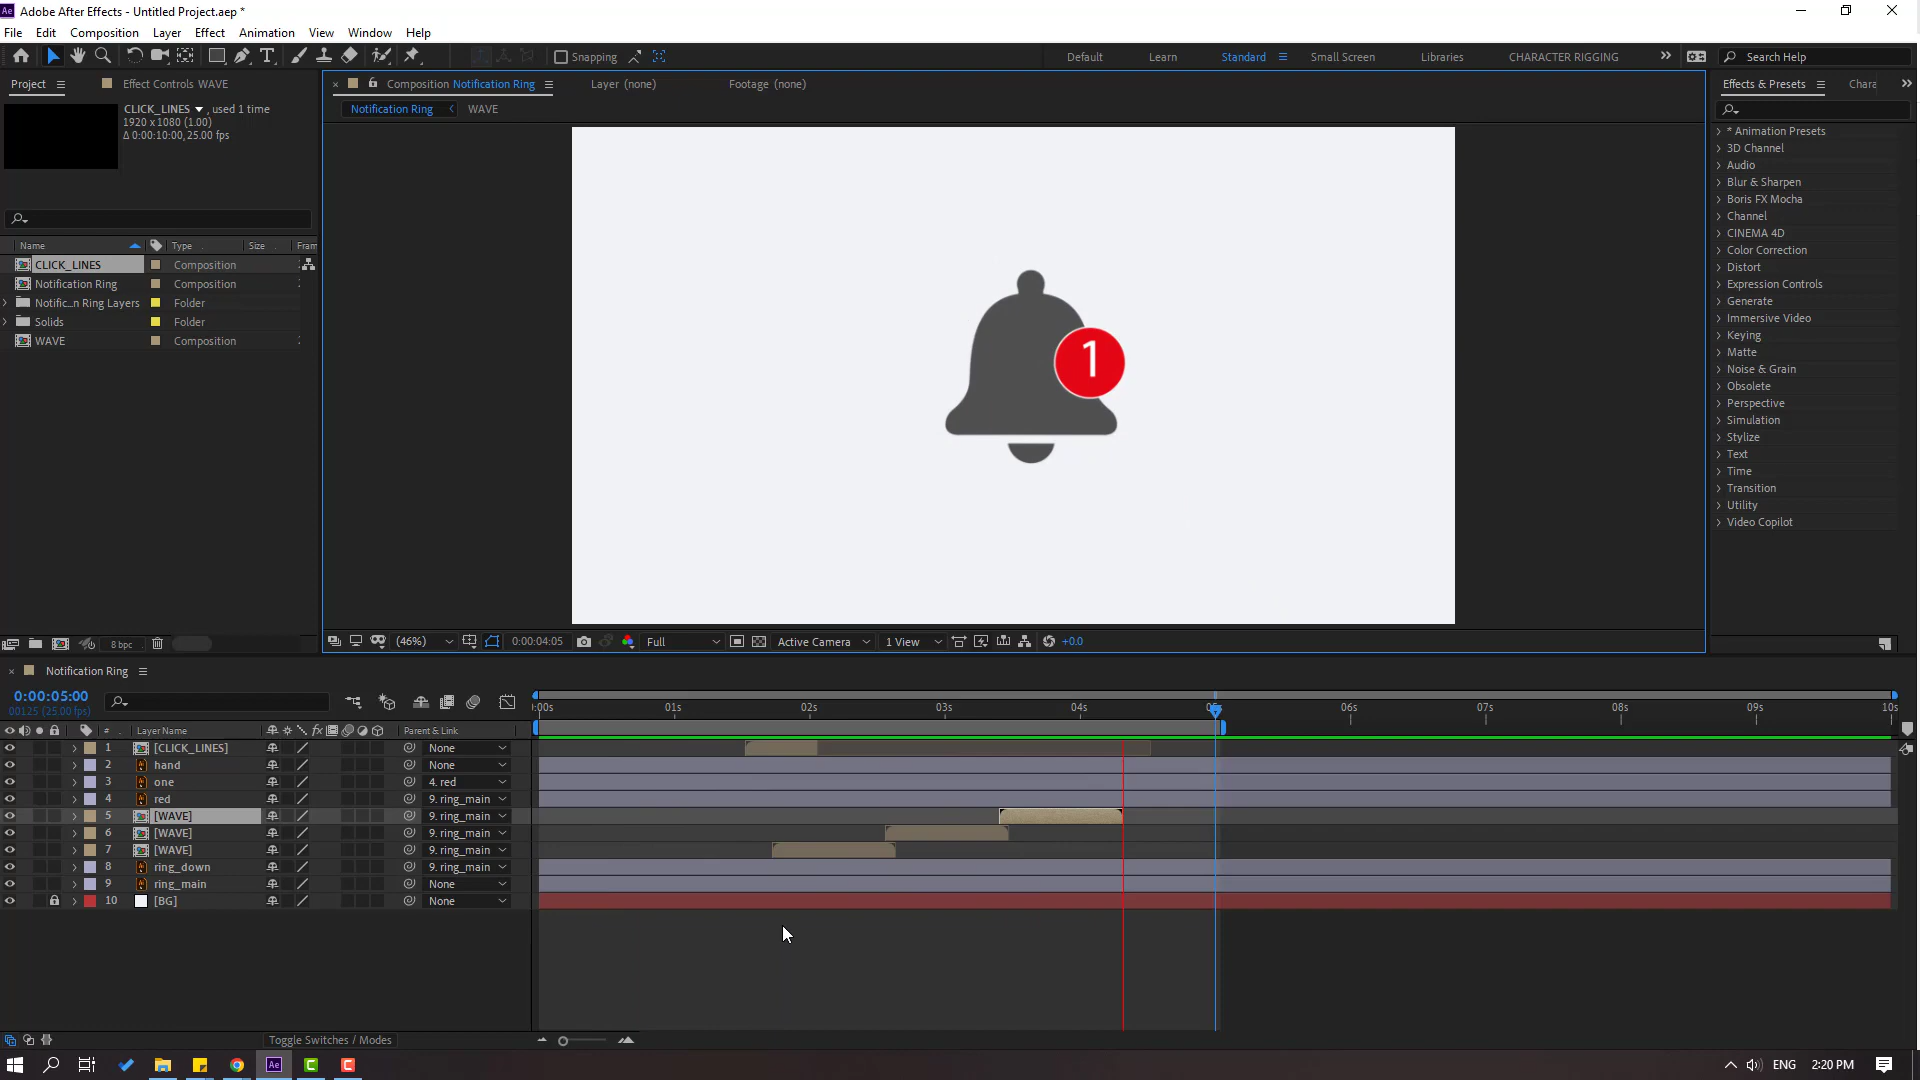 Adobe After Effects - Untitled Project.aep *
File Edit Composition Layer Effect Animation View Window Help
Snapping
Default Learn Standard Small Screen Libraries CHARACTER RIGGING Search Help
Project Effect Controls WAVE
Composition Notification Ring Layer (none) Footage (none)
Effects & Presets
Notification Ring WAVE
CLICK_LINES , used 1 time
1920 x 1080 (1.00)
Δ 0:00:10:00, 25.00 fps
Name Type Size Fram
CLICK_LINES Composition
Notification Ring Composition
Notific...n Ring Layers Folder
Solids Folder
WAVE Composition
8 bpc
1
* Animation Presets
3D Channel
Audio
Blur & Sharpen
Boris FX Mocha
Channel
CINEMA 4D
Color Correction
Distort
Expression Controls
Generate
Immersive Video
Keying
Matte
Noise & Grain
Obsolete
Perspective
Simulation
Stylize
Text
Time
Transition
Utility
Video Copilot
(46%) 0:00:04:05 Full Active Camera 1 View +0.0
Notification Ring
0:00:05:00
00125 (25.00 fps)
:00s 01s 02s 03s 04s 05s 06s 07s 08s 09s 10s
# Layer Name fx Parent & Link
1 [CLICK_LINES] None
2 hand None
3 one 4. red
4 red 9. ring_main
5 [WAVE] 9. ring_main
6 [WAVE] 9. ring_main
7 [WAVE] 9. ring_main
8 ring_down 9. ring_main
9 ring_main None
10 [BG] None
Toggle Switches / Modes
Ae
ENG 2:20 PM